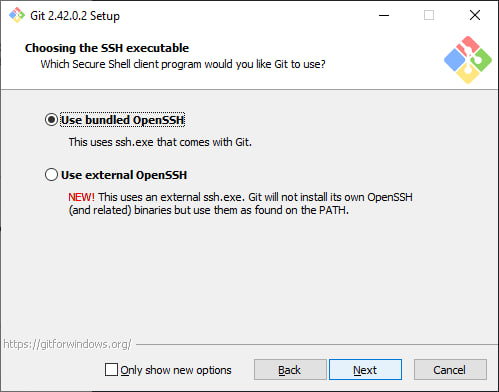 Git 2.42.0.2 Setup
Choosing the SSH executable
Which Secure Shell client program would you like Git to use?
Use bundled OpenSSH
This uses ssh.exe that comes with Git.
Use external OpenSSH
NEW! This uses an external ssh.exe. Git will not install its own OpenSSH
(and related) binaries but use them as found on the PATH.
https://gitforwindows.org/
Only show new options
Back
Next
Cancel